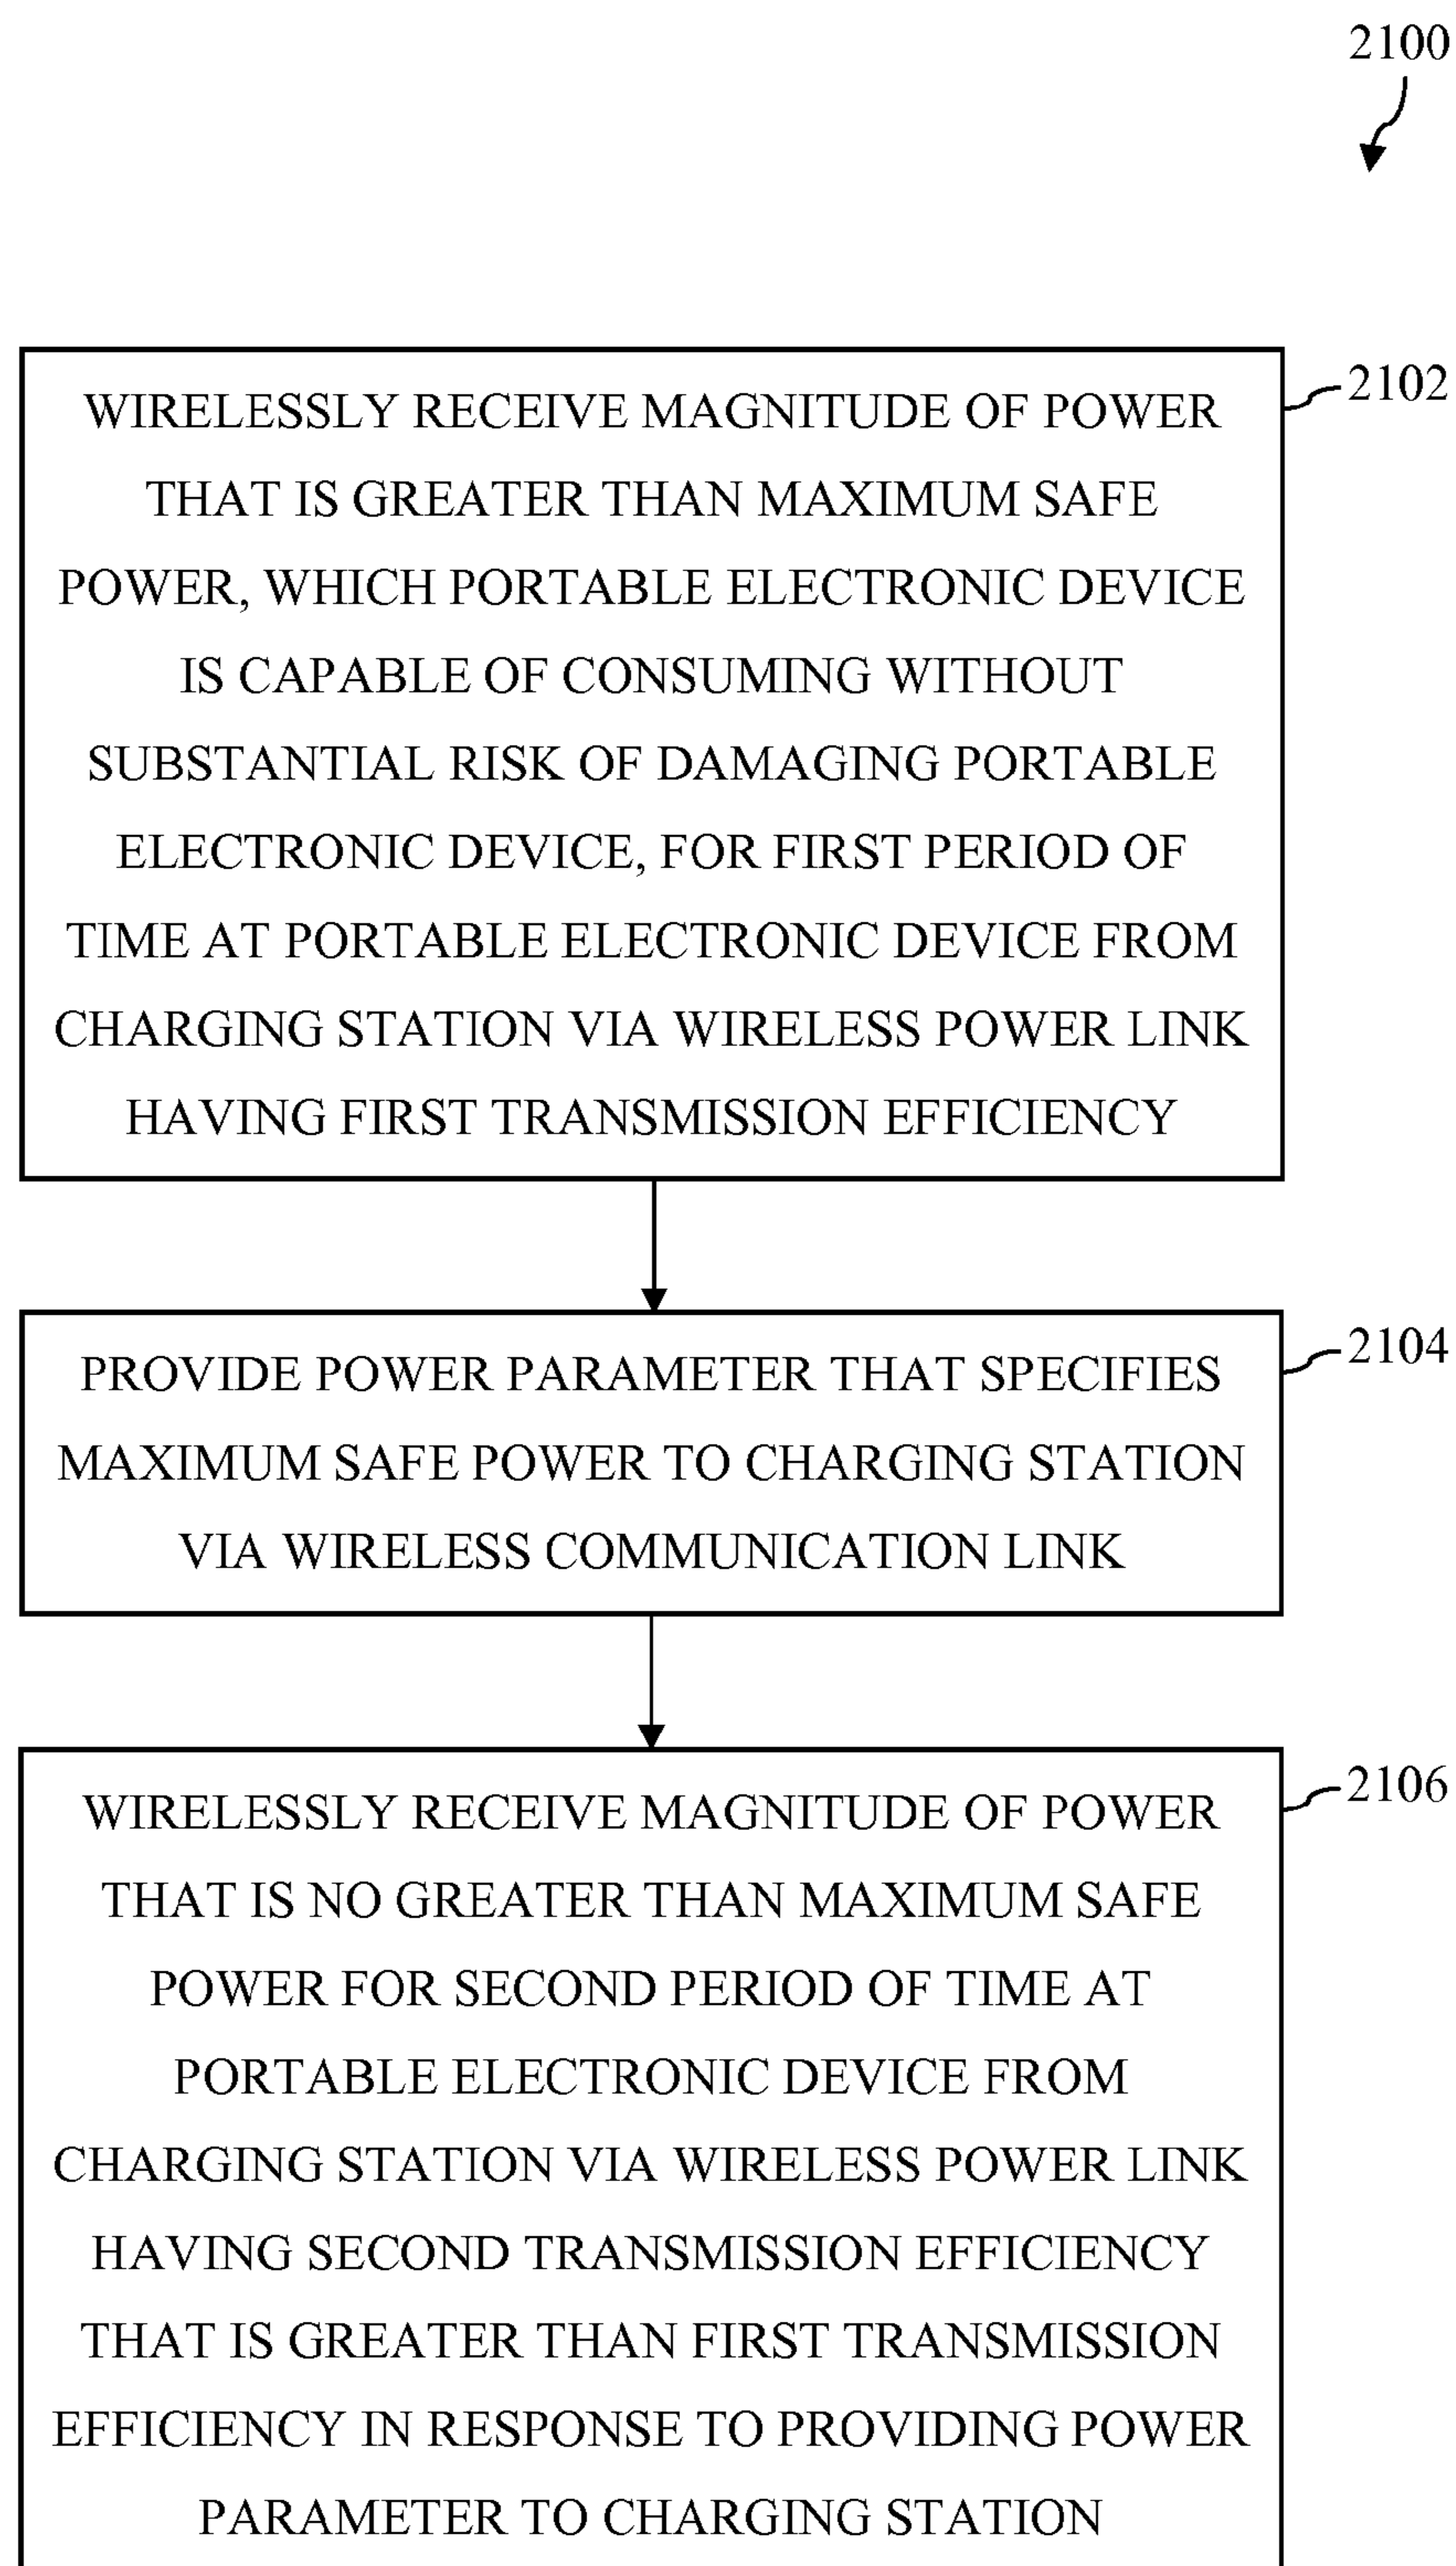 2100
2102
WIRELESSLY RECEIVE MAGNITUDE OF POWER
THAT IS GREATER THAN MAXIMUM SAFE
POWER, WHICH PORTABLE ELECTRONIC DEVICE
IS CAPABLE OF CONSUMING WITHOUT
SUBSTANTIAL RISK OF DAMAGING PORTABLE
ELECTRONIC DEVICE, FOR FIRST PERIOD OF
TIME AT PORTABLE ELECTRONIC DEVICE FROM
CHARGING STATION VIA WIRELESS POWER LINK
HAVING FIRST TRANSMISSION EFFICIENCY
2104
PROVIDE POWER PARAMETER THAT SPECIFIES
MAXIMUM SAFE POWER TO CHARGING STATION
VIA WIRELESS COMMUNICATION LINK
2106
WIRELESSLY RECEIVE MAGNITUDE OF POWER
THAT IS NO GREATER THAN MAXIMUM SAFE
POWER FOR SECOND PERIOD OF TIME AT
PORTABLE ELECTRONIC DEVICE FROM
CHARGING STATION VIA WIRELESS POWER LINK
HAVING SECOND TRANSMISSION EFFICIENCY
THAT IS GREATER THAN FIRST TRANSMISSION
EFFICIENCY IN RESPONSE TO PROVIDING POWER
PARAMETER TO CHARGING STATION